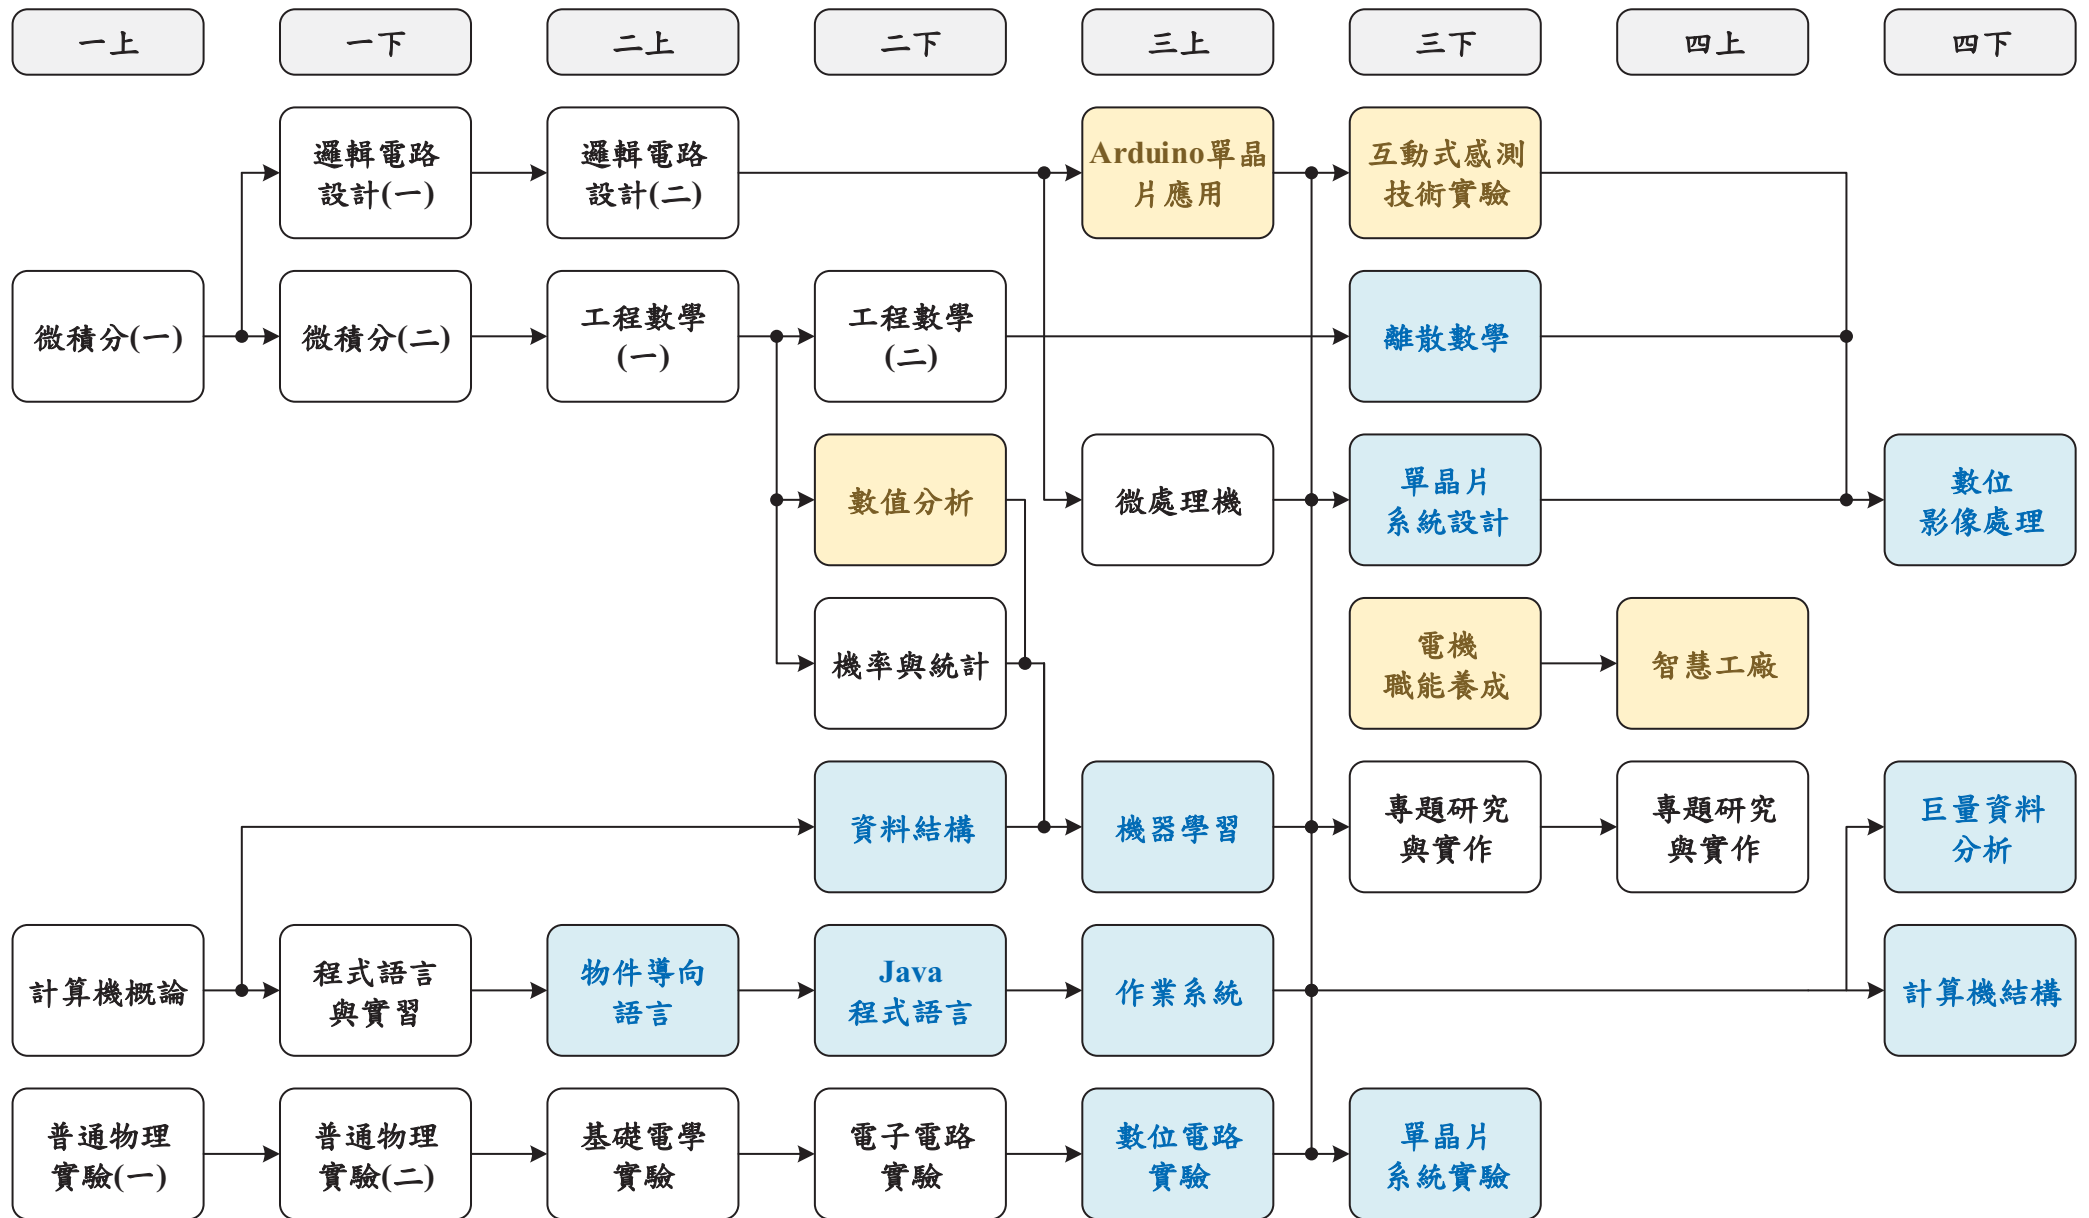 一上
一下
二上
二下
三上
三下
四上
四下
邏輯電路
設計(一)
邏輯電路
設計(二)
Arduino單晶
片應用
互動式感測
技術實驗
微積分(一)
微積分(二)
工程數學
(一)
工程數學
(二)
離散數學
數值分析
微處理機
單晶片
系統設計
數位
影像處理
機率與統計
電機
職能養成
智慧工廠
資料結構
機器學習
專題研究
與實作
專題研究
與實作
巨量資料
分析
計算機概論
程式語言
與實習
物件導向
語言
Java
程式語言
作業系統
計算機結構
普通物理
實驗(一)
普通物理
實驗(二)
基礎電學
實驗
電子電路
實驗
數位電路
實驗
單晶片
系統實驗